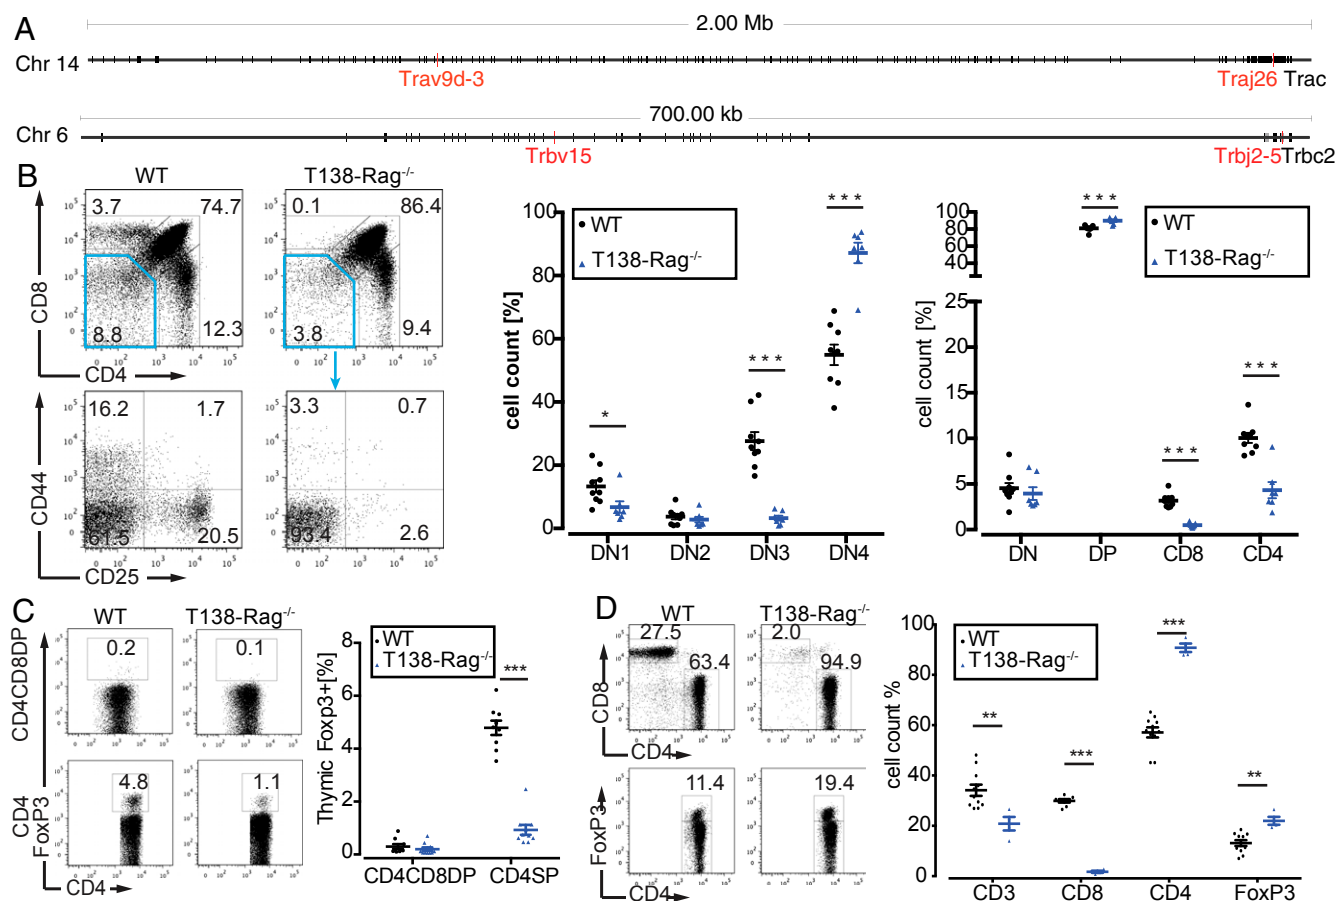 A
2.00 Mb
Chr 14
Trav9d-3
Traj26 Trac
700.00 kb
Chr 6
Trbv15
Trbj2-5 Trbc2
B
WT
T138-Rag-/-
3.7
74.7
0.1
86.4
8.8
12.3
3.8
9.4
CD8
CD4
16.2
1.7
3.3
0.7
61.5
20.5
93.4
2.6
CD44
CD25
cell count [%]
100
80
60
40
20
0
WT
T138-Rag-/-
*
* * *
* * *
DN1 DN2 DN3 DN4
cell count [%]
100
80
60
40
25
20
15
10
5
0
WT
T138-Rag-/-
* * *
* * *
* * *
DN DP CD8 CD4
C
WT
T138-Rag-/-
0.2
0.1
CD4CD8DP
4.8
1.1
CD4
FoxP3
CD4
Thymic Foxp3+[%]
8
6
4
2
0
WT
T138-Rag-/-
***
CD4CD8DP CD4SP
D
WT
T138-Rag-/-
27.5
63.4
2.0
94.9
CD8
CD4
11.4
19.4
FoxP3
CD4
cell count %
100
80
60
40
20
0
WT
T138-Rag-/-
**
***
***
**
CD3 CD8 CD4 FoxP3